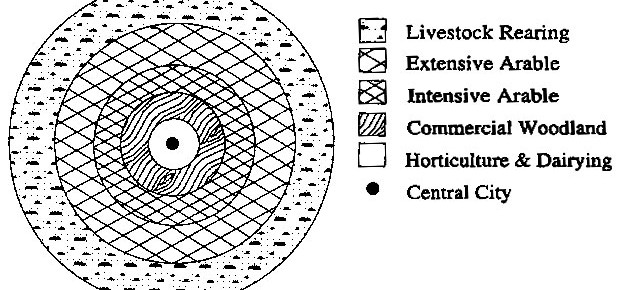 Livestock Rearing
Extensive Arable
Intensive Arable
Commercial Woodland
Horticulture & Dairying
Central City